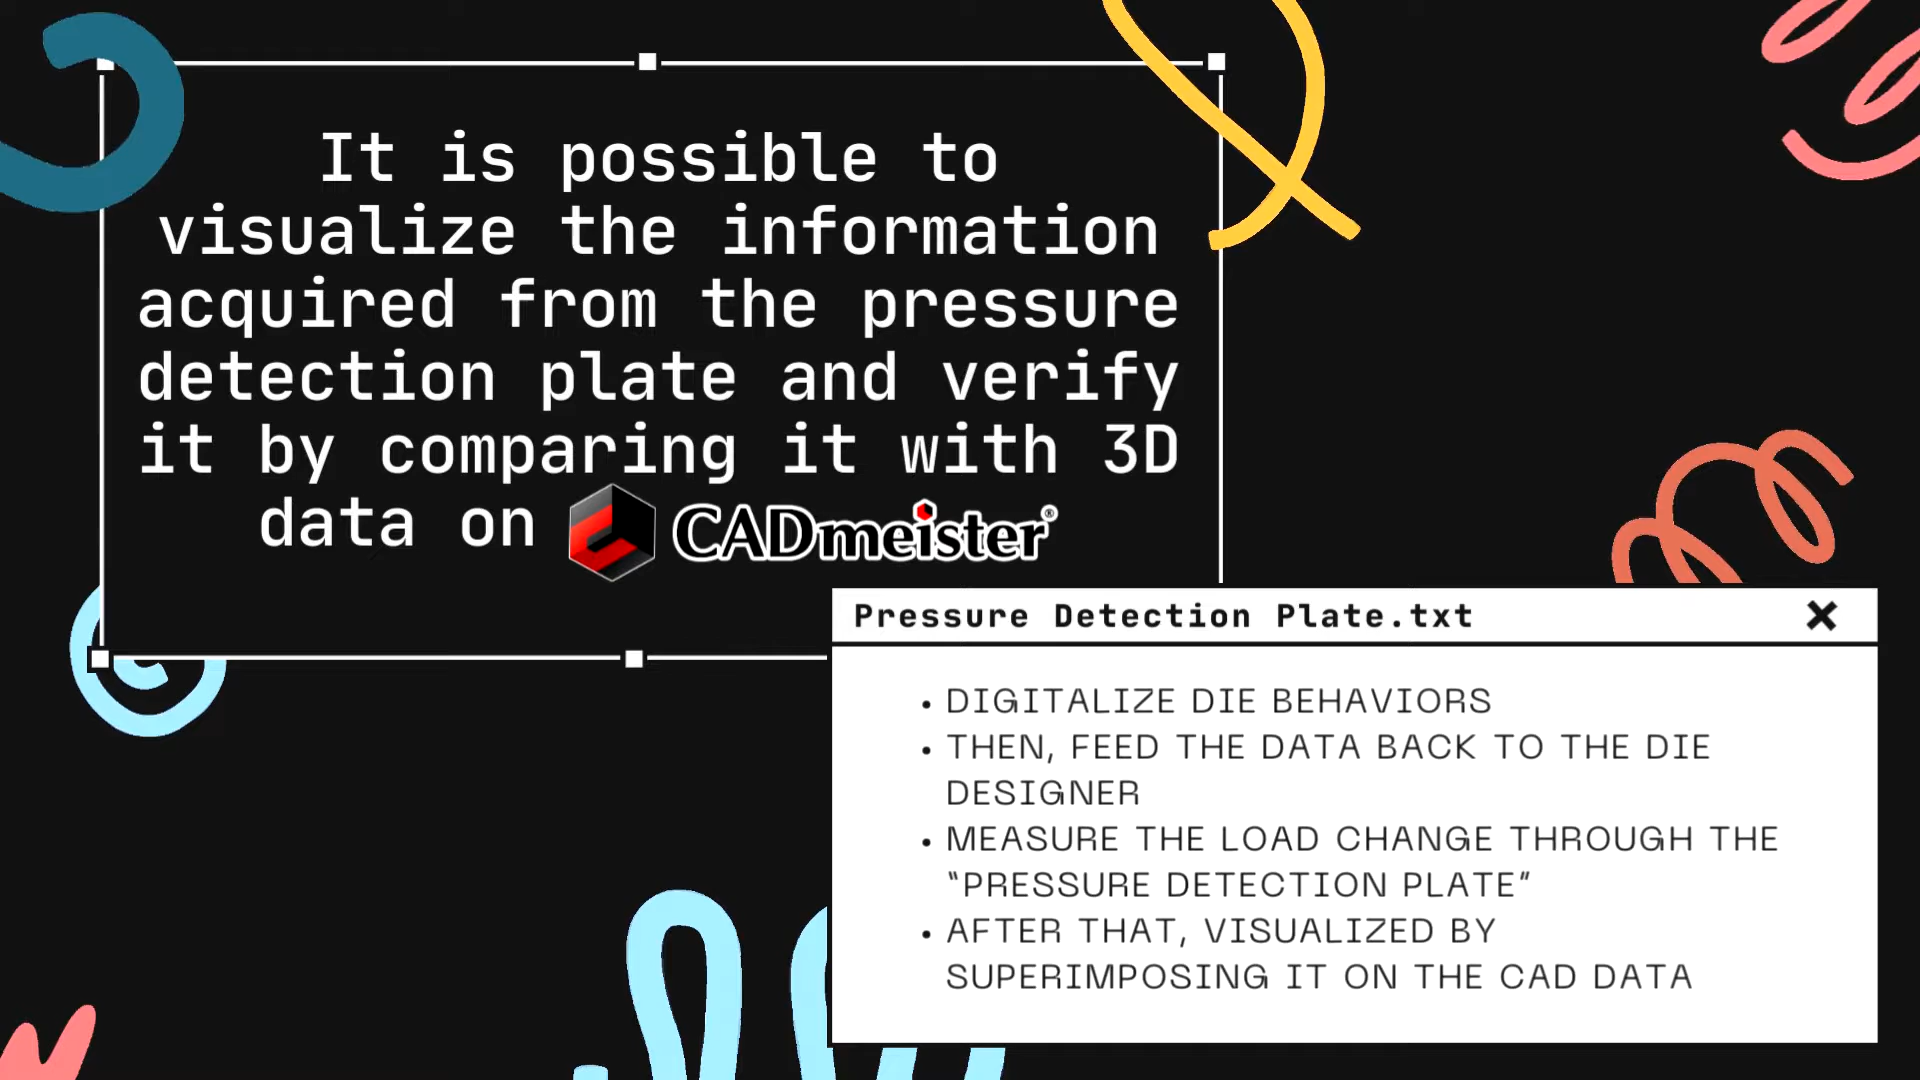 It is possible to
visualize the information
acquired from the pressure
detection plate and verify
it by comparing it with 3D
data on CADmeister®
Pressure Detection Plate.txt
• DIGITALIZE DIE BEHAVIORS
• THEN, FEED THE DATA BACK TO THE DIE
DESIGNER
• MEASURE THE LOAD CHANGE THROUGH THE
“PRESSURE DETECTION PLATE”
• AFTER THAT, VISUALIZED BY
SUPERIMPOSING IT ON THE CAD DATA